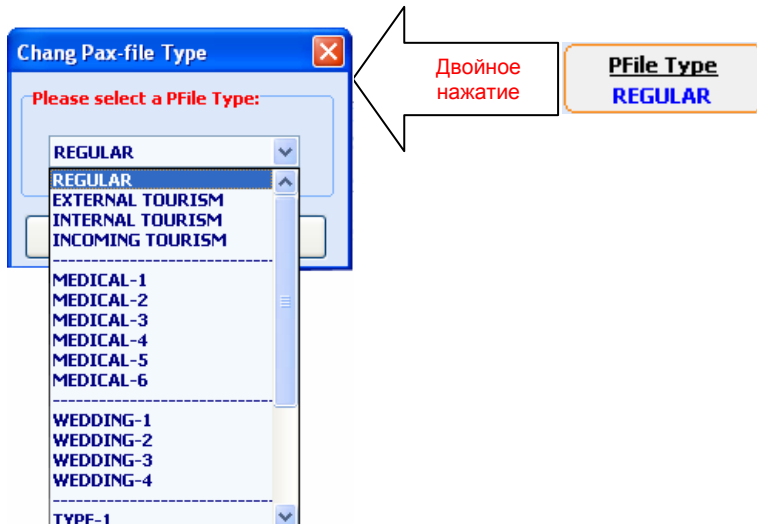 Chang Pax-file Type
Please select a PFile Type:
REGULAR
REGULAR
EXTERNAL TOURISM
INTERNAL TOURISM
INCOMING TOURISM
MEDICAL-1
MEDICAL-2
MEDICAL-3
MEDICAL-4
MEDICAL-5
MEDICAL-6
WEDDING-1
WEDDING-2
WEDDING-3
WEDDING-4
TYPE-1
Двойное
нажатие
PFile Type
REGULAR